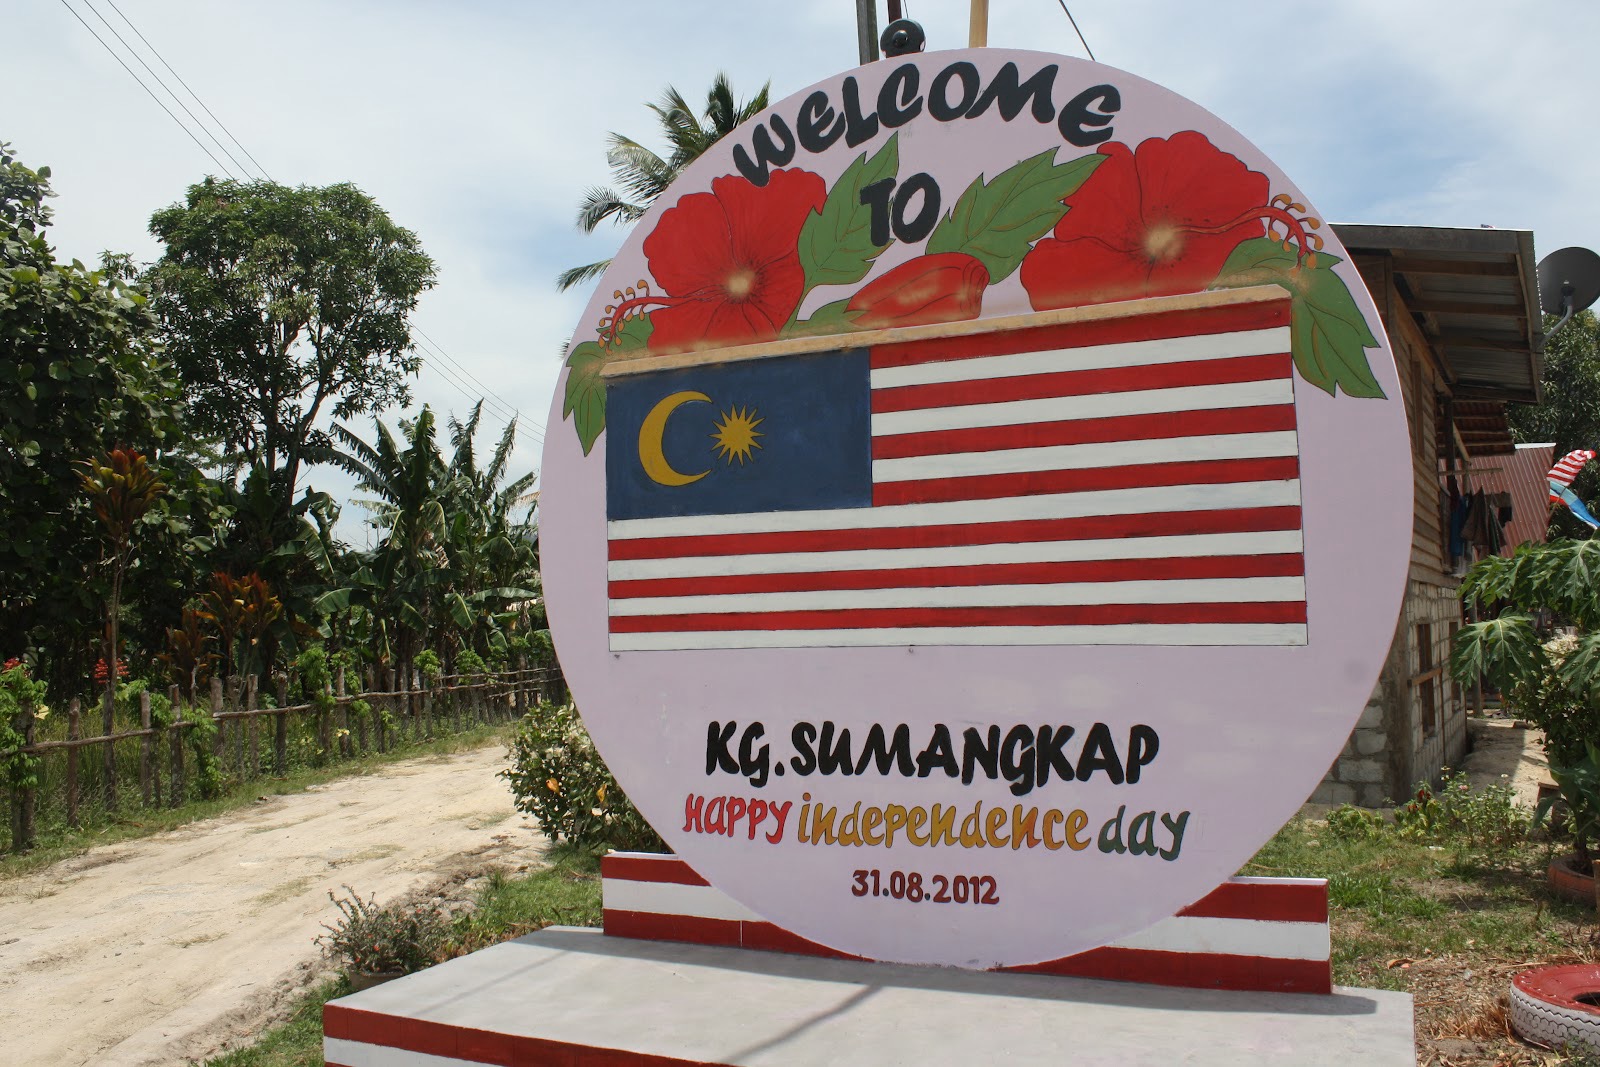 WELCOME
TO
KG. SUMANGKAP
Happy independence day
31.08.2012